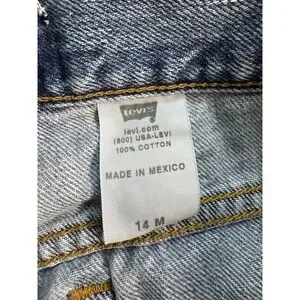 Levi's
levi.com
(800) USA-LEVI
100% COTTON
MADE IN MEXICO
14 M